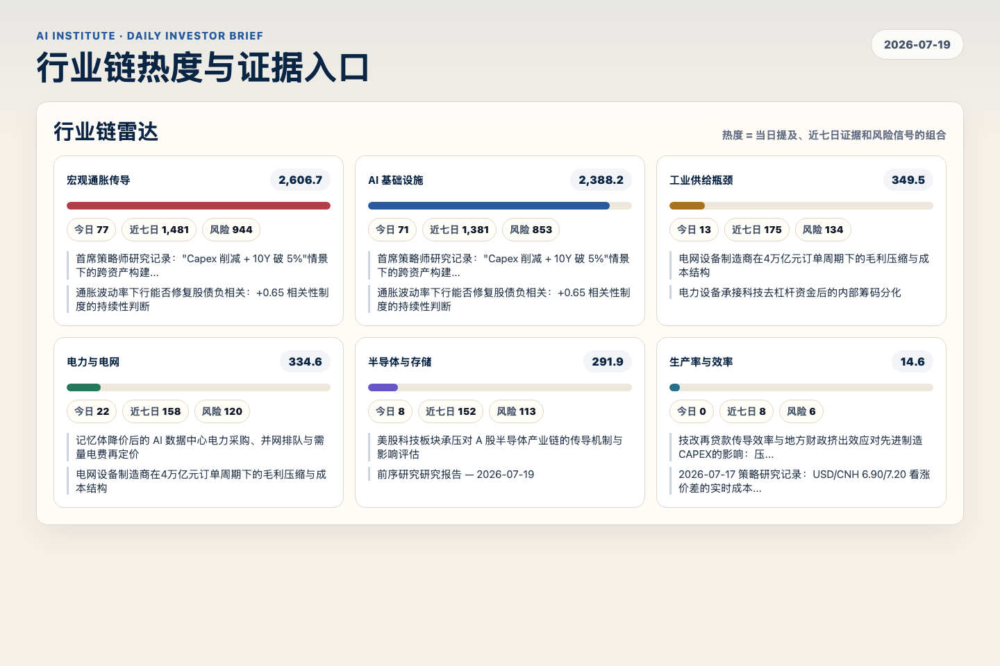 AI INSTITUTE · DAILY INVESTOR BRIEF
2026-07-19
行业链热度与证据入口
行业链雷达
热度 = 当日提及、近七日证据和风险信号的组合
宏观通胀传导
2,606.7
今日 77
近七日 1,481
风险 944
首席策略师研究记录："Capex 削减 + 10Y 破 5%"情景
下的跨资产构建...
通胀波动率下行能否修复股债负相关：+0.65 相关性制
度的持续性判断
AI 基础设施
2,388.2
今日 71
近七日 1,381
风险 853
首席策略师研究记录："Capex 削减 + 10Y 破 5%"情景
下的跨资产构建...
通胀波动率下行能否修复股债负相关：+0.65 相关性制
度的持续性判断
工业供给瓶颈
349.5
今日 13
近七日 175
风险 134
电网设备制造商在4万亿元订单周期下的毛利压缩与成
本结构
电力设备承接科技去杠杆资金后的内部筹码分化
电力与电网
334.6
今日 22
近七日 158
风险 120
记忆体降价后的 AI 数据中心电力采购、并网排队与需
量电费再定价
电网设备制造商在4万亿元订单周期下的毛利压缩与成
本结构
半导体与存储
291.9
今日 8
近七日 152
风险 113
美股科技板块承压对 A 股半导体产业链的传导机制与
影响评估
前序研究研究报告 — 2026-07-19
生产率与效率
14.6
今日 0
近七日 8
风险 6
技改再贷款传导效率与地方财政挤出效应对先进制造
CAPEX的影响：压...
2026-07-17 策略研究记录：USD/CNH 6.90/7.20 看涨
价差的实时成本...